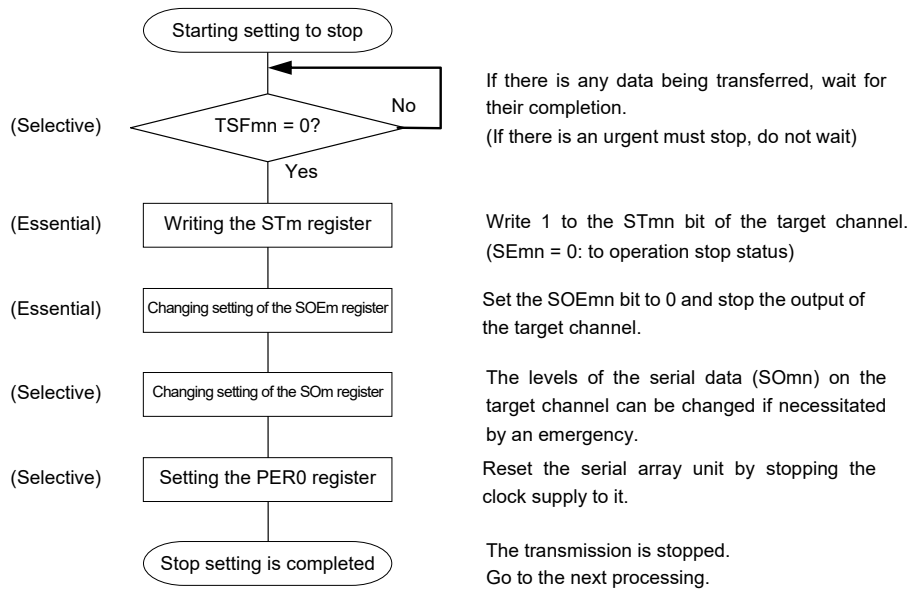 Starting setting to stop
No
If there is any data being transferred, wait for
their completion.
(If there is an urgent must stop, do not wait)
(Selective)
TSFmn = 0?
Yes
(Essential)
Writing the STm register
Write 1 to the STmn bit of the target channel.
(SEmn = 0: to operation stop status)
(Essential)
Changing setting of the SOEm register
Set the SOEmn bit to 0 and stop the output of
the target channel.
(Selective)
Changing setting of the SOm register
The levels of the serial data (SOmn) on the
target channel can be changed if necessitated
by an emergency.
(Selective)
Setting the PER0 register
Reset the serial array unit by stopping the
clock supply to it.
Stop setting is completed
The transmission is stopped.
Go to the next processing.